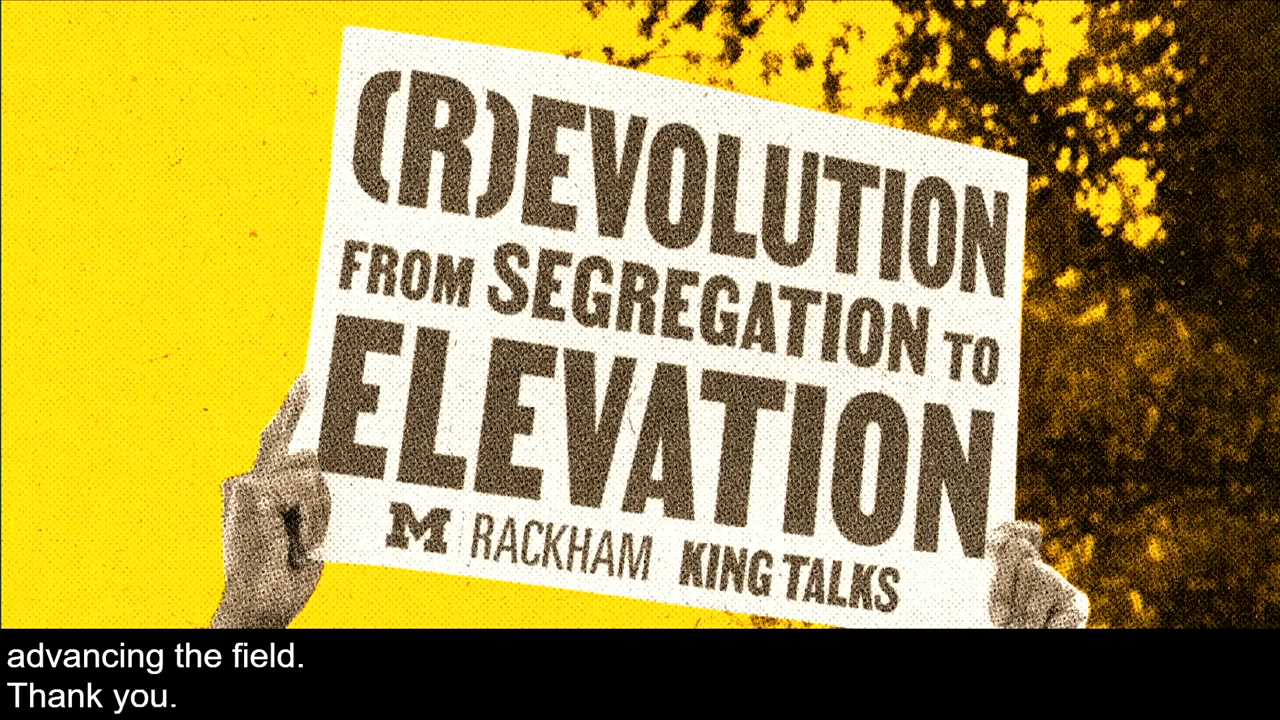 (R)EVOLUTION
FROM SEGREGATION TO
ELEVATION
M RACKHAM KING TALKS
advancing the field.
Thank you.